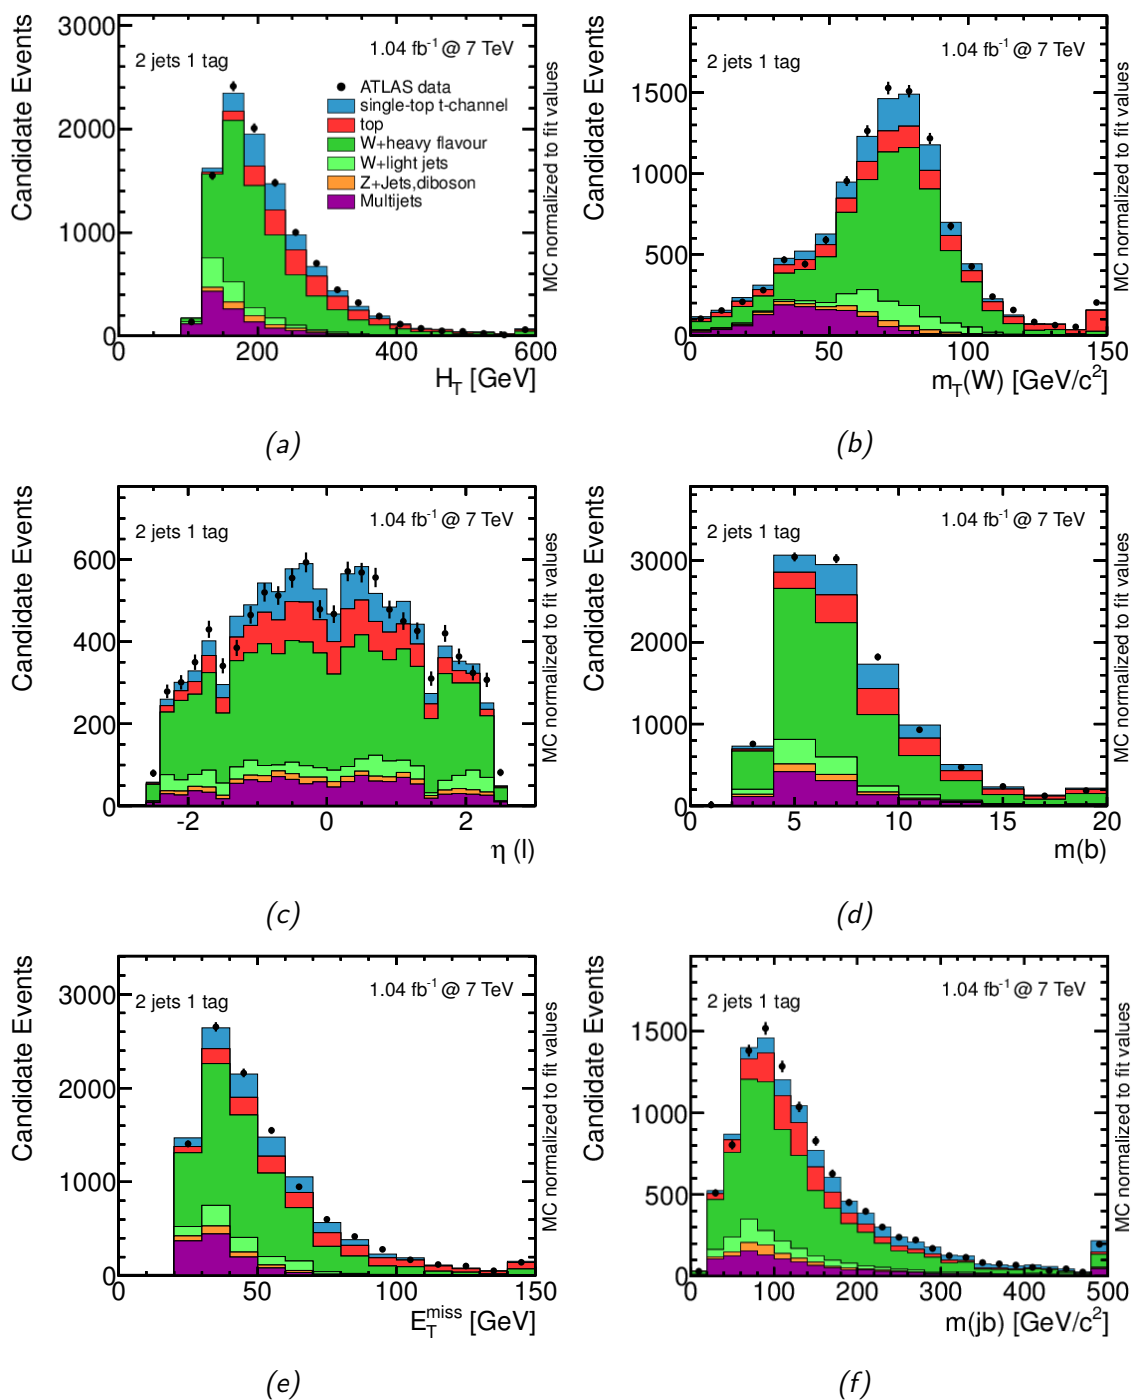 Candidate Events
3000
2000
1000
0
2 jets 1 tag
1.04 fb⁻¹ @ 7 TeV
ATLAS data
single-top t-channel
top
W+heavy flavour
W+light jets
Z+Jets,diboson
Multijets
MC normalized to fit values
0 200 400 600
H_T [GeV]
(a)
Candidate Events
1500
1000
500
0
2 jets 1 tag
1.04 fb⁻¹ @ 7 TeV
MC normalized to fit values
0 50 100 150
m_T(W) [GeV/c²]
(b)
Candidate Events
600
400
200
0
2 jets 1 tag
1.04 fb⁻¹ @ 7 TeV
MC normalized to fit values
-2 0 2
η (l)
(c)
Candidate Events
3000
2000
1000
0
2 jets 1 tag
1.04 fb⁻¹ @ 7 TeV
MC normalized to fit values
0 5 10 15 20
m(b)
(d)
Candidate Events
3000
2000
1000
0
2 jets 1 tag
1.04 fb⁻¹ @ 7 TeV
MC normalized to fit values
0 50 100 150
E_T^miss [GeV]
(e)
Candidate Events
1500
1000
500
0
2 jets 1 tag
1.04 fb⁻¹ @ 7 TeV
MC normalized to fit values
0 100 200 300 400 500
m(jb) [GeV/c²]
(f)